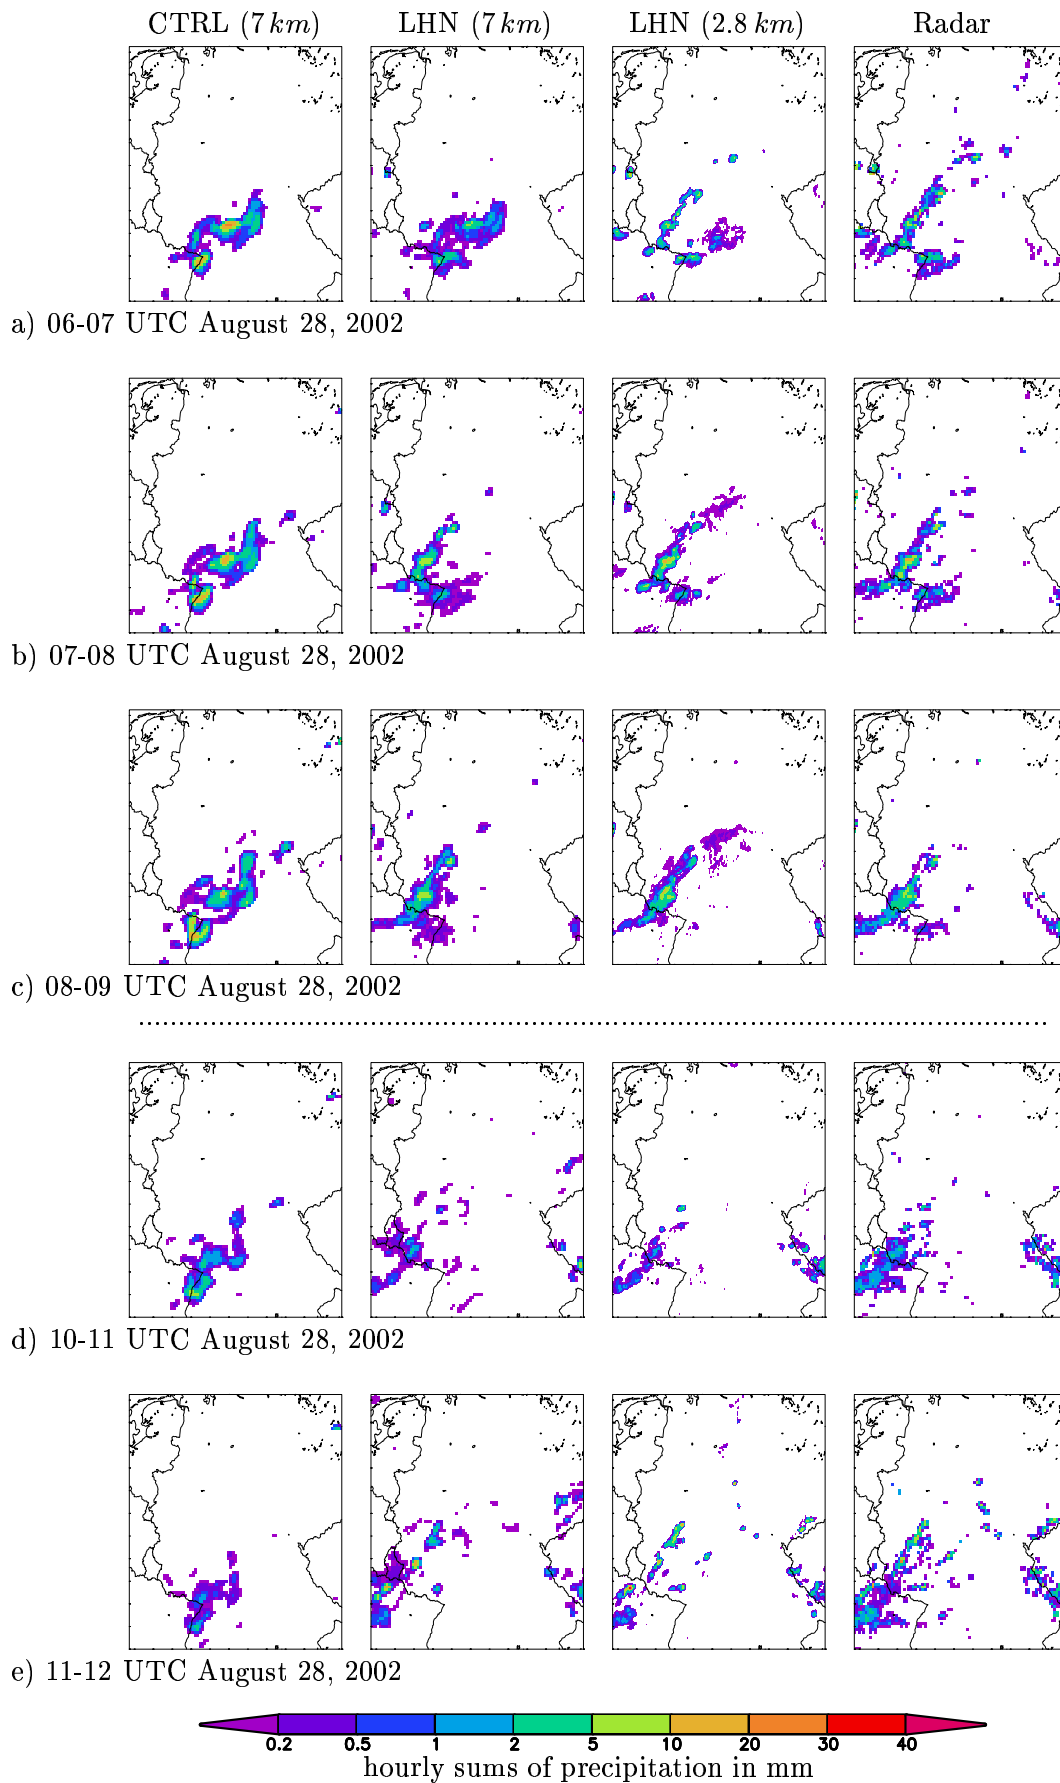 CTRL (7 km) LHN (7 km) LHN (2.8 km) Radar
a) 06-07 UTC August 28, 2002
b) 07-08 UTC August 28, 2002
c) 08-09 UTC August 28, 2002
d) 10-11 UTC August 28, 2002
e) 11-12 UTC August 28, 2002
0.2 0.5 1 2 5 10 20 30 40
hourly sums of precipitation in mm